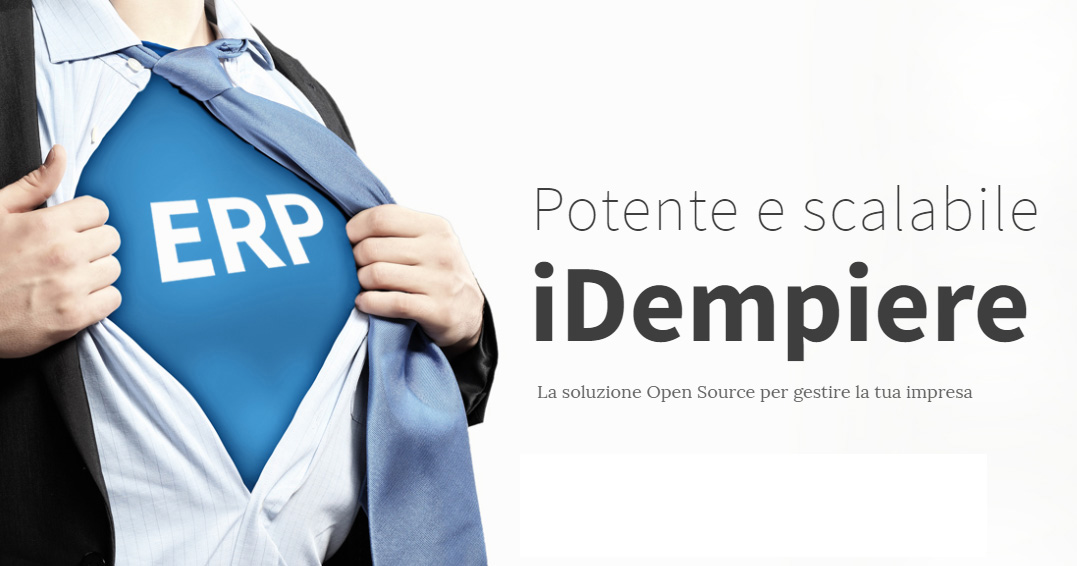 ERP
Potente e scalabile
iDempiere
La soluzione Open Source per gestire la tua impresa